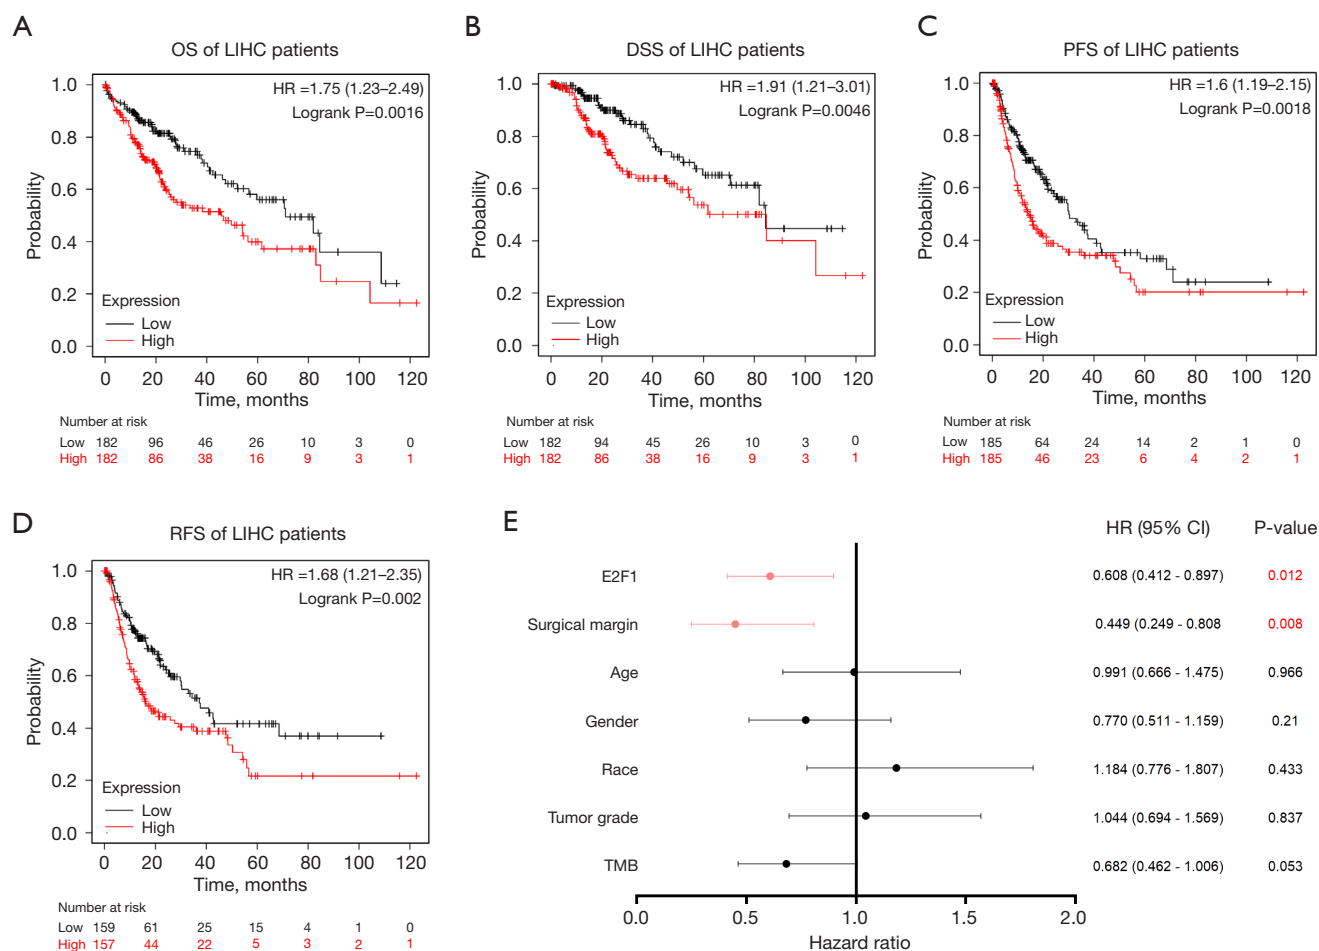 A
OS of LIHC patients
HR =1.75 (1.23–2.49)
Logrank P=0.0016
Probability
1.0
0.8
0.6
0.4
0.2
0.0
Expression
Low
High
0 20 40 60 80 100 120
Time, months
Number at risk
Low 182 96 46 26 10 3 0
High 182 86 38 16 9 3 1
B
DSS of LIHC patients
HR =1.91 (1.21–3.01)
Logrank P=0.0046
Probability
1.0
0.8
0.6
0.4
0.2
0.0
Expression
Low
High
0 20 40 60 80 100 120
Time, months
Number at risk
Low 182 94 45 26 10 3 0
High 182 86 38 16 9 3 1
C
PFS of LIHC patients
HR =1.6 (1.19–2.15)
Logrank P=0.0018
Probability
1.0
0.8
0.6
0.4
0.2
0.0
Expression
Low
High
0 20 40 60 80 100 120
Time, months
Number at risk
Low 185 64 24 14 2 1 0
High 185 46 23 6 4 2 1
D
RFS of LIHC patients
HR =1.68 (1.21–2.35)
Logrank P=0.002
Probability
1.0
0.8
0.6
0.4
0.2
0.0
Expression
Low
High
0 20 40 60 80 100 120
Time, months
Number at risk
Low 159 61 25 15 4 1 0
High 157 44 22 5 3 2 1
E
HR (95% CI) P-value
E2F1 0.608 (0.412 - 0.897) 0.012
Surgical margin 0.449 (0.249 - 0.808 0.008
Age 0.991 (0.666 - 1.475) 0.966
Gender 0.770 (0.511 - 1.159) 0.21
Race 1.184 (0.776 - 1.807) 0.433
Tumor grade 1.044 (0.694 - 1.569) 0.837
TMB 0.682 (0.462 - 1.006) 0.053
0.0 0.5 1.0 1.5 2.0
Hazard ratio